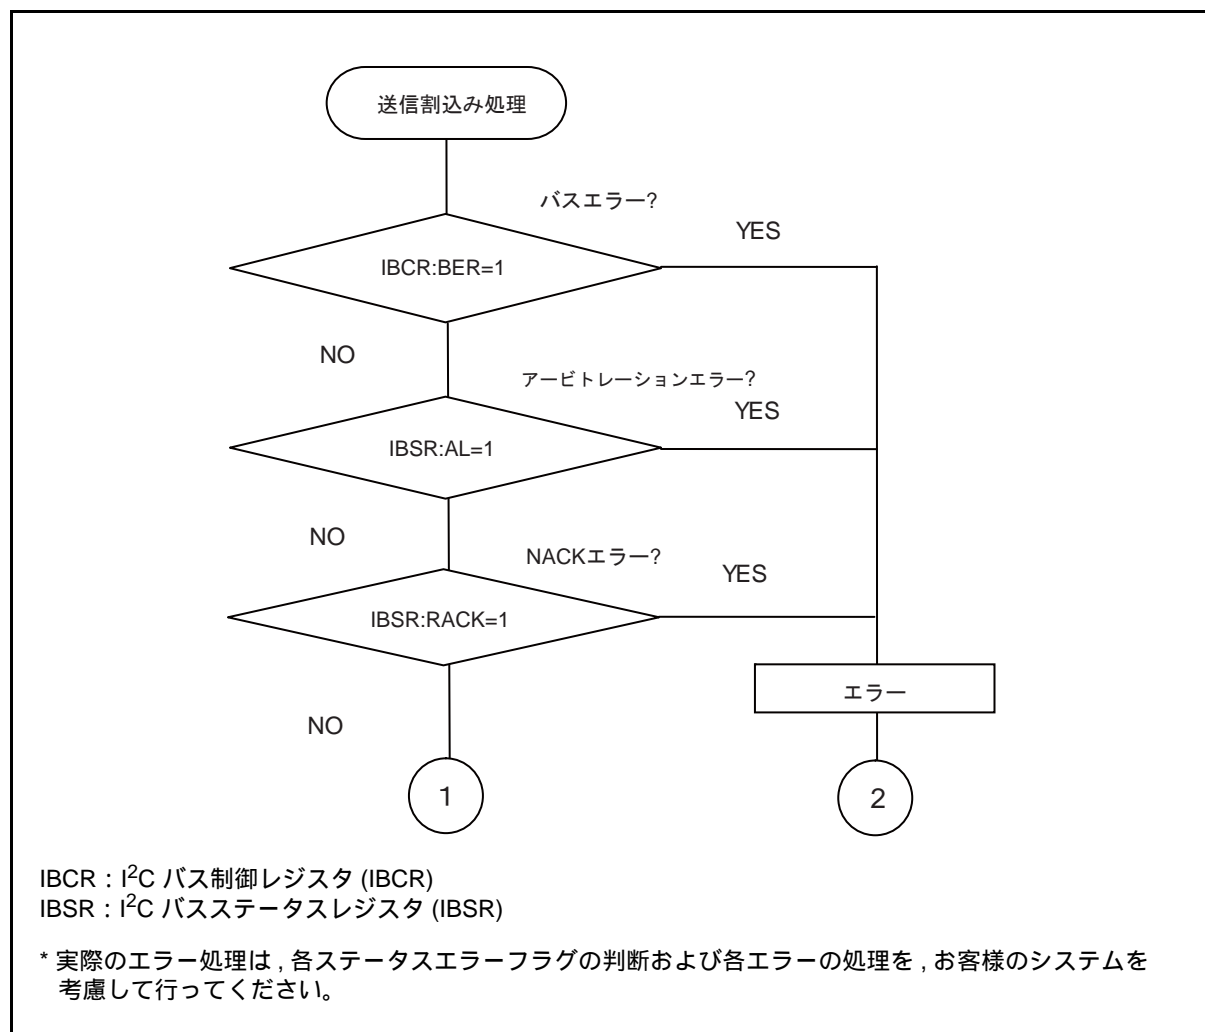 送信割込み処理
バスエラー?
YES
IBCR:BER=1
NO
アービトレーションエラー?
YES
IBSR:AL=1
NO
NACKエラー?
YES
IBSR:RACK=1
エラー
NO
1
2
IBCR：I²C バス制御レジスタ (IBCR)
IBSR：I²C バスステータスレジスタ (IBSR)
* 実際のエラー処理は , 各ステータスエラーフラグの判断および各エラーの処理を , お客様のシステムを
考慮して行ってください。